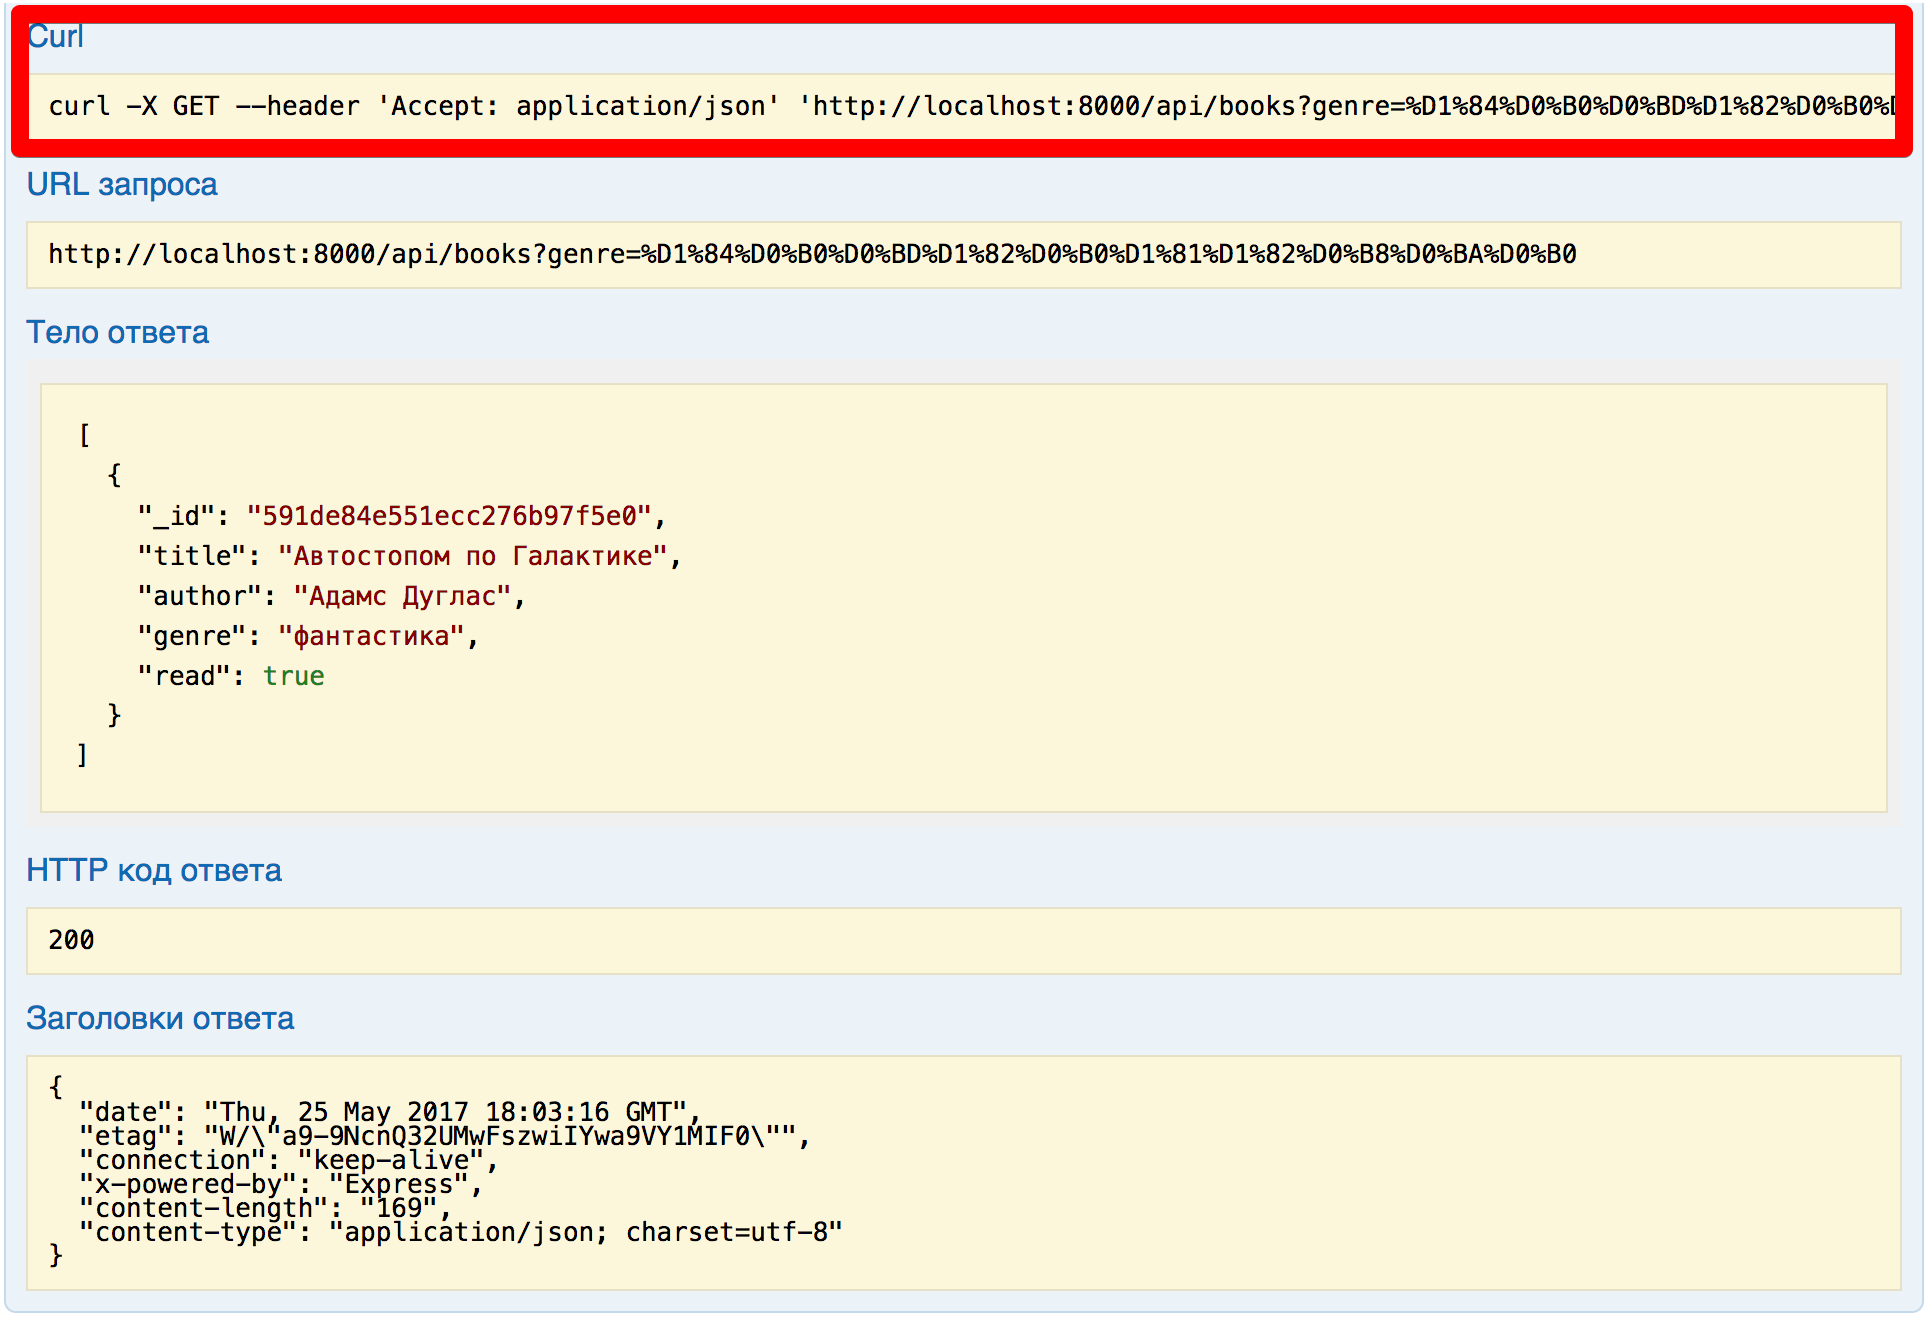 Curl
curl -X GET --header 'Accept: application/json' 'http://localhost:8000/api/books?genre=%D1%84%D0%B0%D0%BD%D1%82%D0%B0%D
URL запроса
http://localhost:8000/api/books?genre=%D1%84%D0%B0%D0%BD%D1%82%D0%B0%D1%81%D1%82%D0%B8%D0%BA%D0%B0
Тело ответа
[
  {
    "_id": "591de84e551ecc276b97f5e0",
    "title": "Автостопом по Галактике",
    "author": "Адамс Дуглас",
    "genre": "фантастика",
    "read": true
  }
]
HTTP код ответа
200
Заголовки ответа
{
  "date": "Thu, 25 May 2017 18:03:16 GMT",
  "etag": "W/\"a9-9NcnQ32UMwFszwiIYwa9VY1MIF0\"",
  "connection": "keep-alive",
  "x-powered-by": "Express",
  "content-length": "169",
  "content-type": "application/json; charset=utf-8"
}